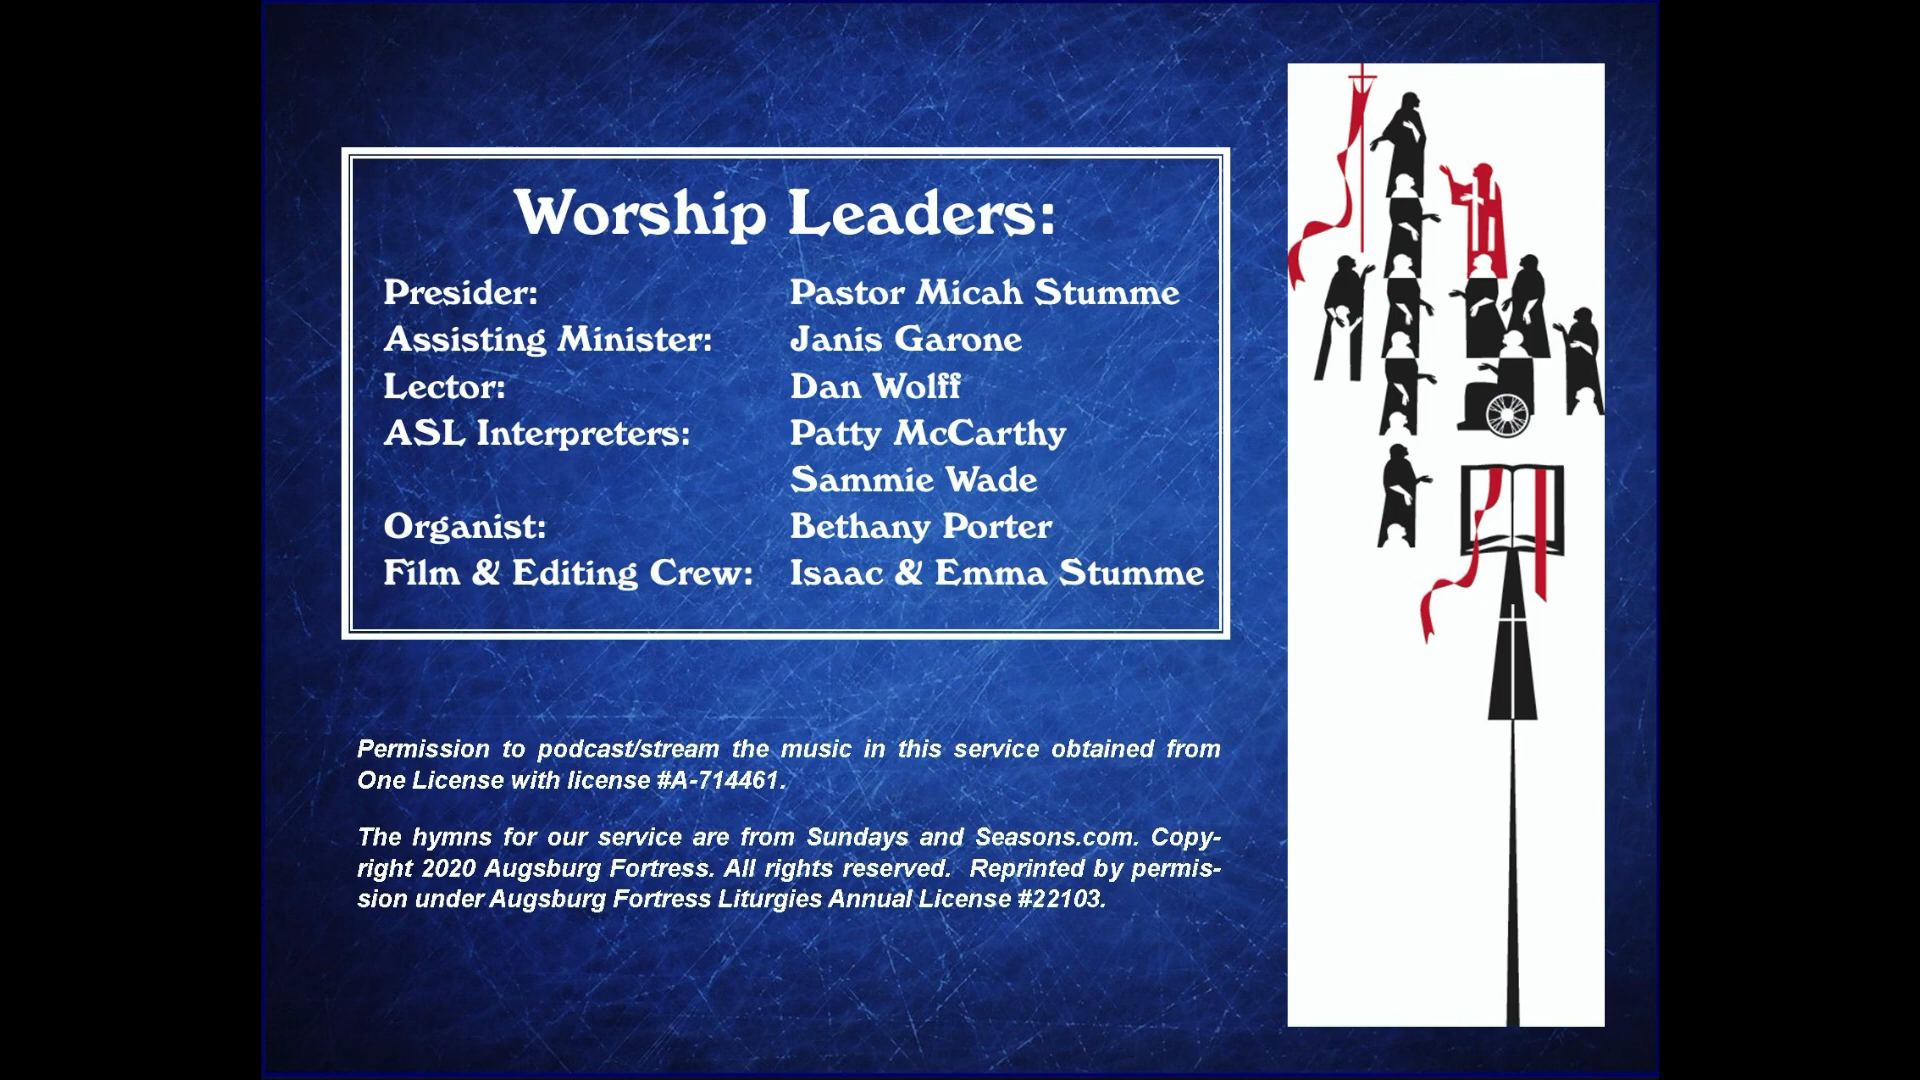 Worship Leaders:
Presider: Pastor Micah Stumme
Assisting Minister: Janis Garone
Lector: Dan Wolff
ASL Interpreters: Patty McCarthy
Sammie Wade
Organist: Bethany Porter
Film & Editing Crew: Isaac & Emma Stumme
Permission to podcast/stream the music in this service obtained from
One License with license #A-714461.
The hymns for our service are from Sundays and Seasons.com. Copy-
right 2020 Augsburg Fortress. All rights reserved. Reprinted by permis-
sion under Augsburg Fortress Liturgies Annual License #22103.